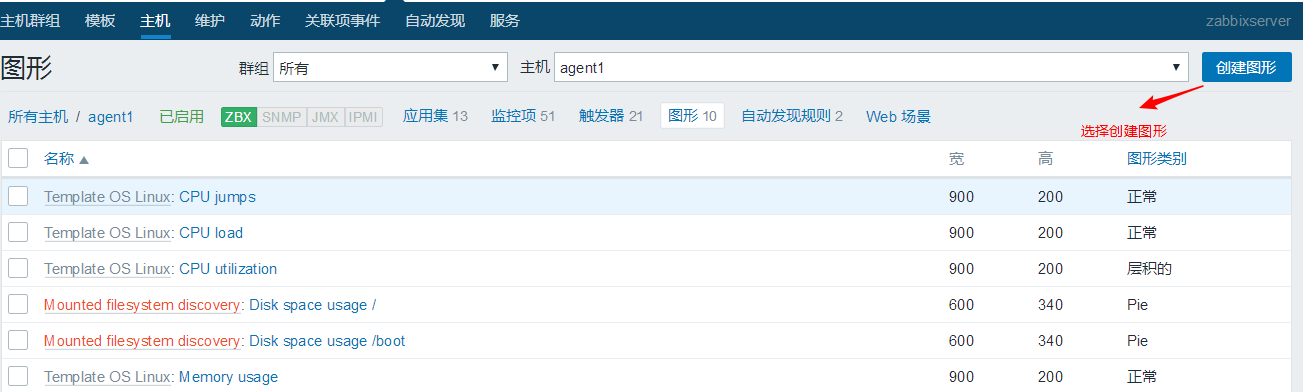 主机群组 模板 主机 维护 动作 关联项事件 自动发现 服务 zabbixserver
图形 群组 所有 主机 agent1 创建图形
所有主机 / agent1 已启用 ZBX SNMP JMX IPMI 应用集 13 监控项 51 触发器 21 图形 10 自动发现规则 2 Web 场景
选择创建图形
名称 宽 高 图形类别
Template OS Linux: CPU jumps 900 200 正常
Template OS Linux: CPU load 900 200 正常
Template OS Linux: CPU utilization 900 200 层积的
Mounted filesystem discovery: Disk space usage / 600 340 Pie
Mounted filesystem discovery: Disk space usage /boot 600 340 Pie
Template OS Linux: Memory usage 900 200 正常